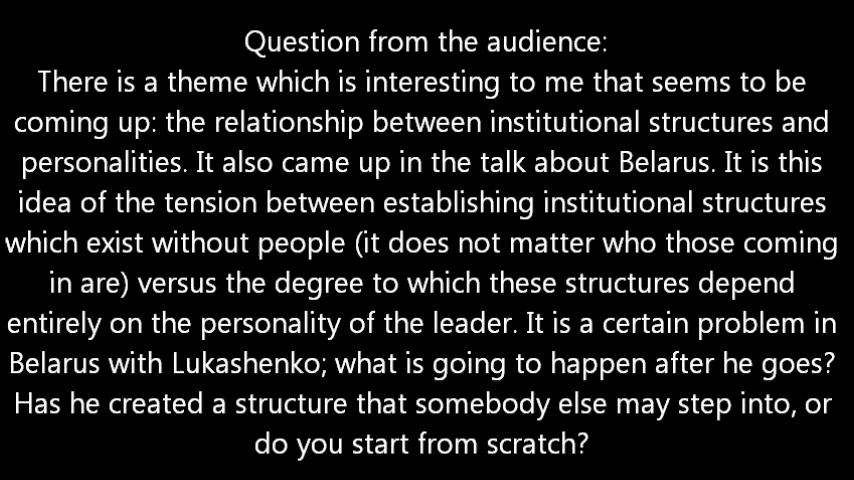 Question from the audience:
There is a theme which is interesting to me that seems to be
coming up: the relationship between institutional structures and
personalities. It also came up in the talk about Belarus. It is this
idea of the tension between establishing institutional structures
which exist without people (it does not matter who those coming
in are) versus the degree to which these structures depend
entirely on the personality of the leader. It is a certain problem in
Belarus with Lukashenko; what is going to happen after he goes?
Has he created a structure that somebody else may step into, or
do you start from scratch?